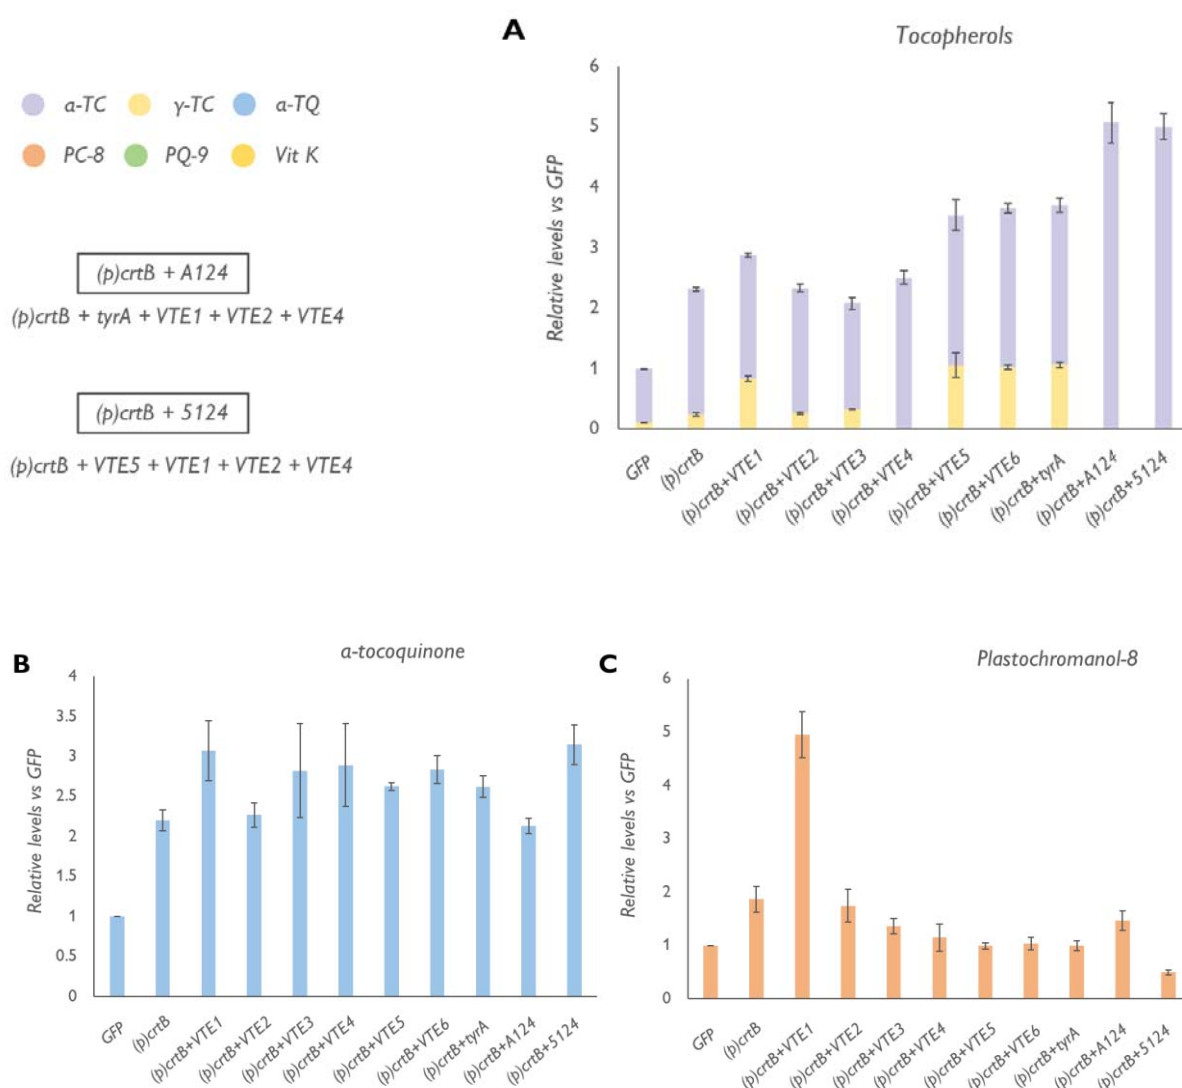 A
Tocopherols
α-TC γ-TC α-TQ
PC-8 PQ-9 Vit K
(p)crtB + A124
(p)crtB + tyrA + VTE1 + VTE2 + VTE4
(p)crtB + 5124
(p)crtB + VTE5 + VTE1 + VTE2 + VTE4
Relative levels vs GFP
6
5
4
3
2
1
0
GFP
(p)crtB
(p)crtB+VTE1
(p)crtB+VTE2
(p)crtB+VTE3
(p)crtB+VTE4
(p)crtB+VTE5
(p)crtB+VTE6
(p)crtB+tyrA
(p)crtB+A124
(p)crtB+5124
B
α-tocoquinone
Relative levels vs GFP
4
3.5
3
2.5
2
1.5
1
0.5
0
GFP
(p)crtB
(p)crtB+VTE1
(p)crtB+VTE2
(p)crtB+VTE3
(p)crtB+VTE4
(p)crtB+VTE5
(p)crtB+VTE6
(p)crtB+tyrA
(p)crtB+A124
(p)crtB+5124
C
Plastochromanol-8
Relative levels vs GFP
6
5
4
3
2
1
0
GFP
(p)crtB
(p)crtB+VTE1
(p)crtB+VTE2
(p)crtB+VTE3
(p)crtB+VTE4
(p)crtB+VTE5
(p)crtB+VTE6
(p)crtB+tyrA
(p)crtB+A124
(p)crtB+5124